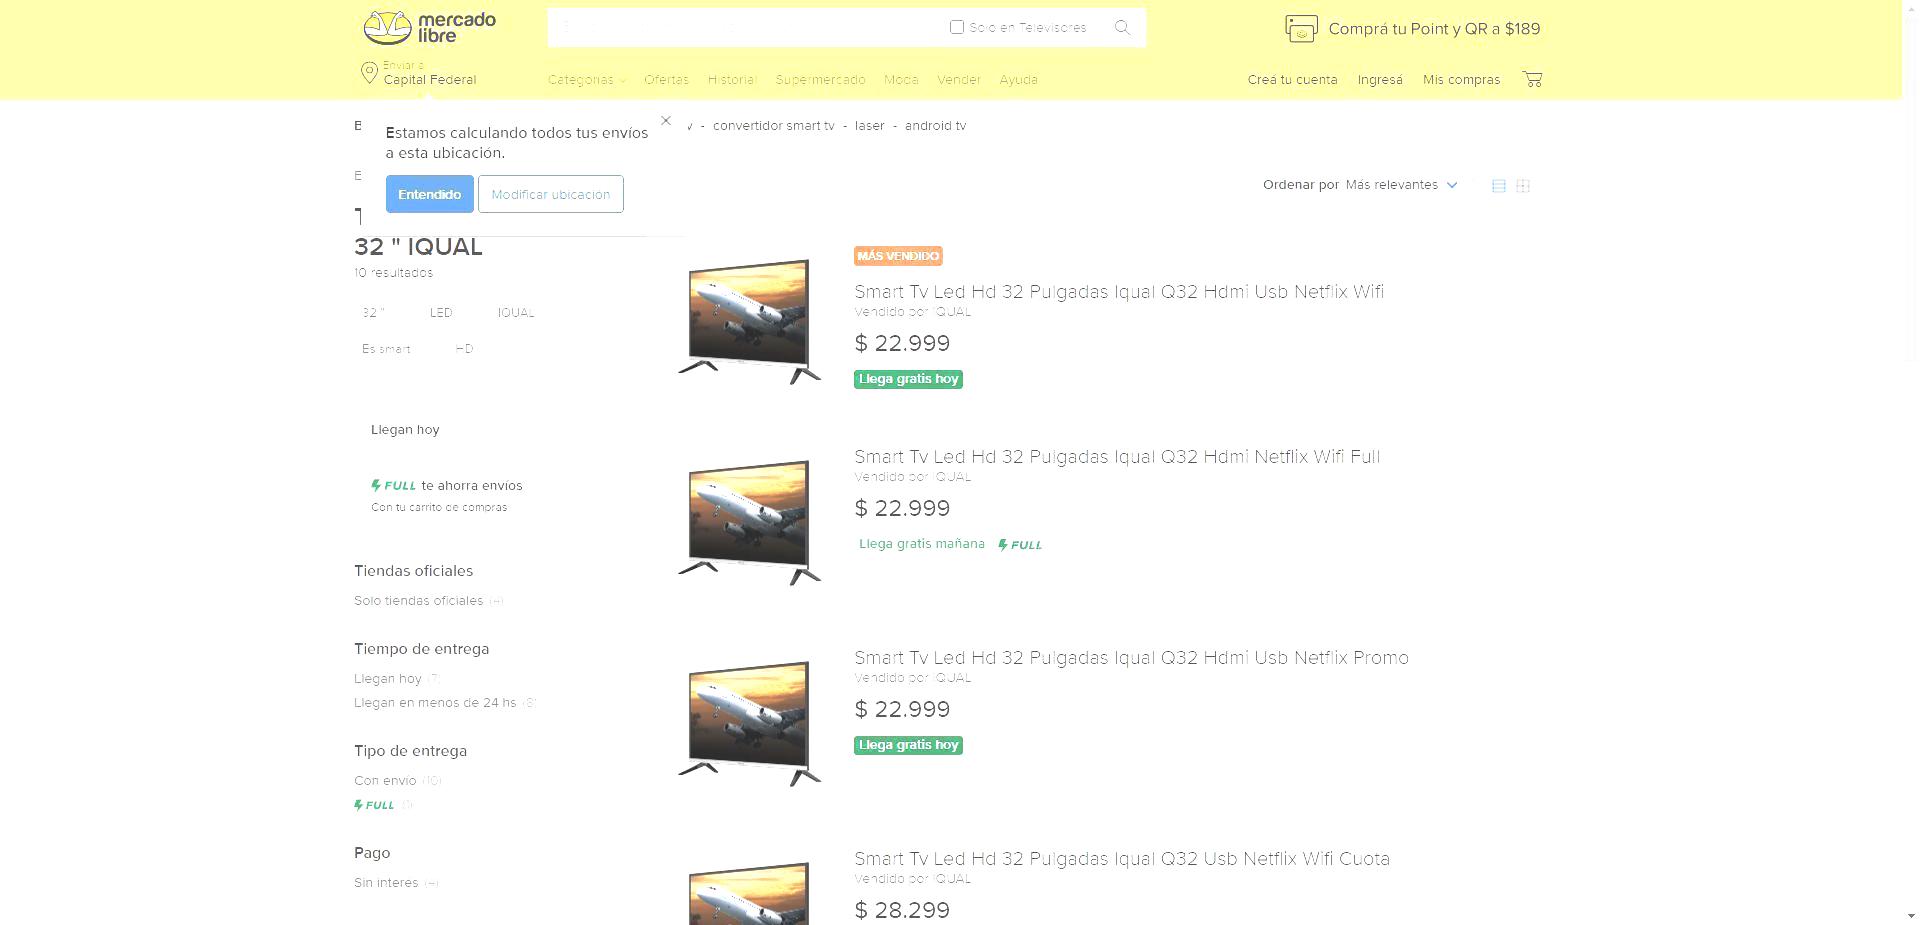 mercado
libre
Solo en Televisores
Comprá tu Point y QR a $189
Enviar a
Capital Federal
Categorías
Ofertas
Historial
Supermercado
Moda
Vender
Ayuda
Creá tu cuenta
Ingresá
Mis compras
B
v - convertidor smart tv - laser - android tv
Estamos calculando todos tus envíos
a esta ubicación.
Entendido
Modificar ubicación
E
Ordenar por Más relevantes
32 " IQUAL
10 resultados
32 "
LED
IQUAL
Es smart
HD
Llegan hoy
FULL te ahorra envíos
Con tu carrito de compras
Tiendas oficiales
Solo tiendas oficiales (4)
Tiempo de entrega
Llegan hoy (7)
Llegan en menos de 24 hs
Tipo de entrega
Con envío (10)
FULL
Pago
Sin interés (4)
MÁS VENDIDO
Smart Tv Led Hd 32 Pulgadas Iqual Q32 Hdmi Usb Netflix Wifi
Vendido por IQUAL
$ 22.999
Llega gratis hoy
Smart Tv Led Hd 32 Pulgadas Iqual Q32 Hdmi Netflix Wifi Full
Vendido por IQUAL
$ 22.999
Llega gratis mañana FULL
Smart Tv Led Hd 32 Pulgadas Iqual Q32 Hdmi Usb Netflix Promo
Vendido por IQUAL
$ 22.999
Llega gratis hoy
Smart Tv Led Hd 32 Pulgadas Iqual Q32 Usb Netflix Wifi Cuota
Vendido por IQUAL
$ 28.299